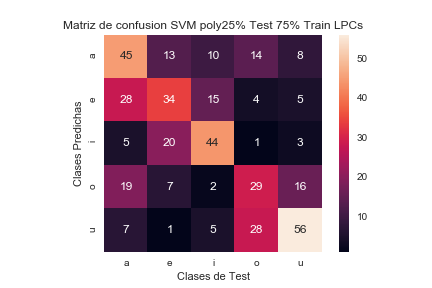 Matriz de confusion SVM poly25% Test 75% Train LPCs
Clases Predichas
a 45 13 10 14 8
e 28 34 15 4 5
i 5 20 44 1 3
o 19 7 2 29 16
u 7 1 5 28 56
a e i o u
Clases de Test
50
40
30
20
10